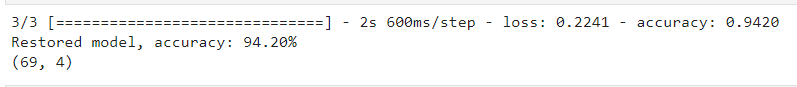 3/3 [==============================] - 2s 600ms/step - loss: 0.2241 - accuracy: 0.9420
Restored model, accuracy: 94.20%
(69, 4)